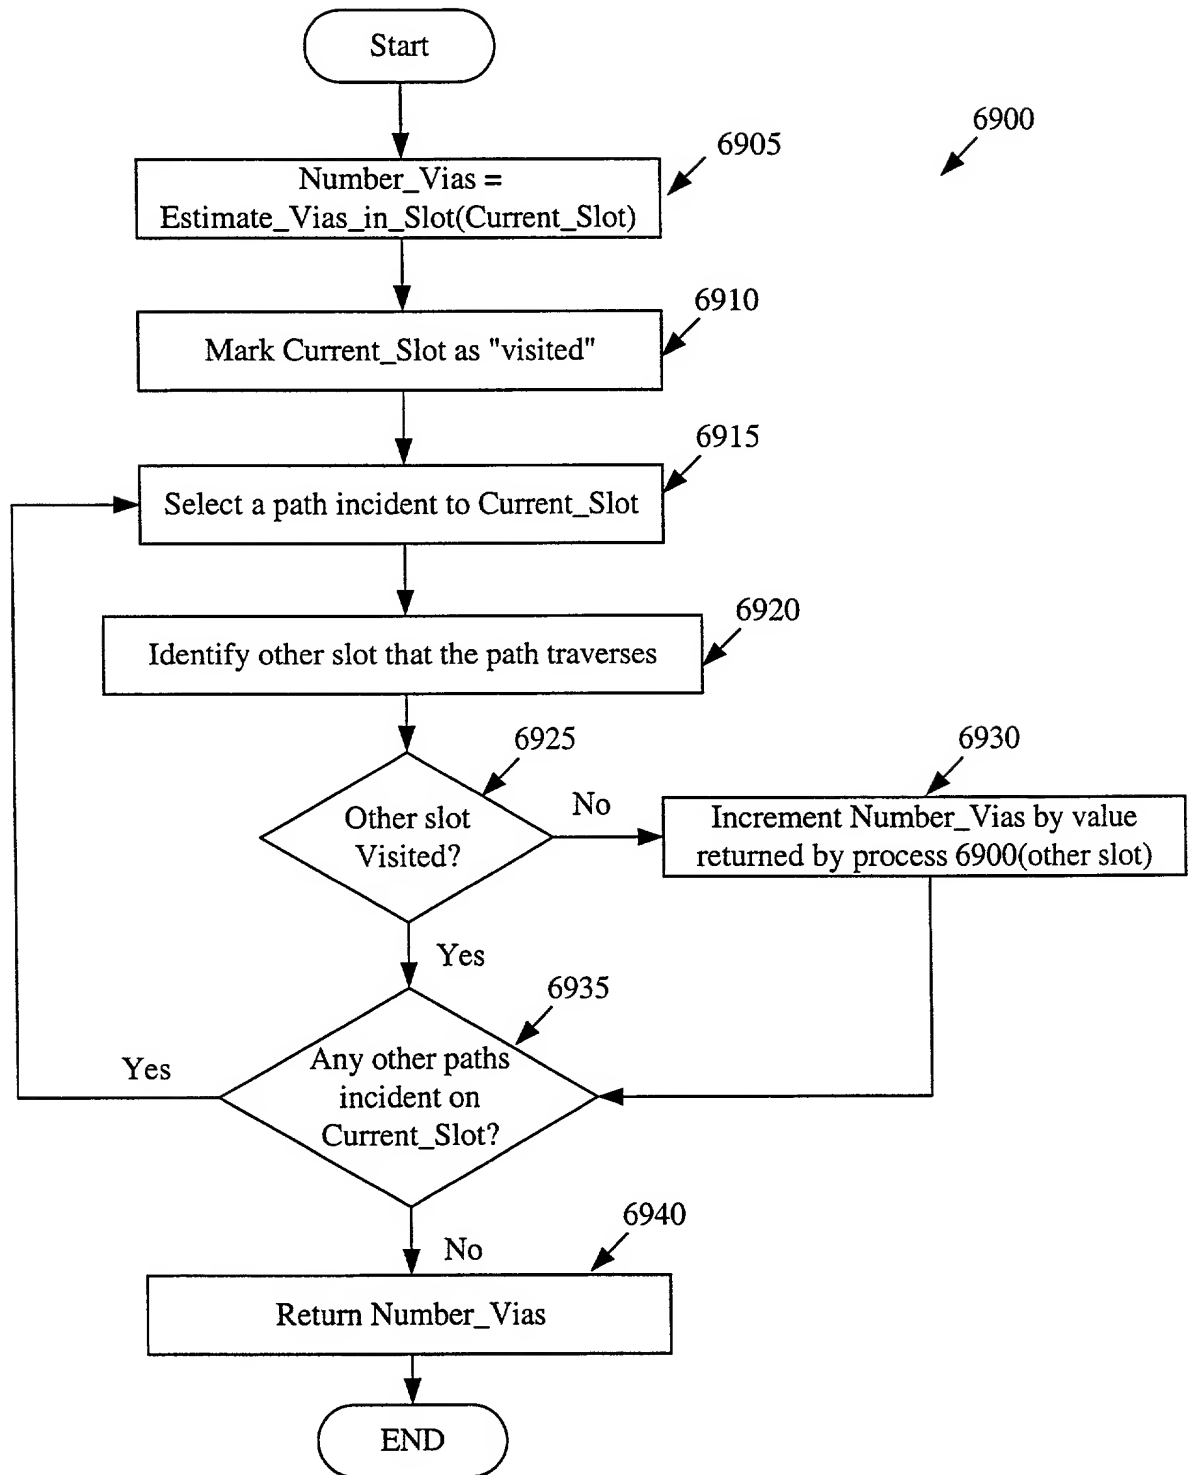 Start
6900
6905
Number_Vias =
Estimate_Vias_in_Slot(Current_Slot)
6910
Mark Current_Slot as "visited"
6915
Select a path incident to Current_Slot
6920
Identify other slot that the path traverses
6925
Other slot
Visited?
No
6930
Increment Number_Vias by value
returned by process 6900(other slot)
Yes
6935
Any other paths
incident on
Current_Slot?
Yes
No
6940
Return Number_Vias
END